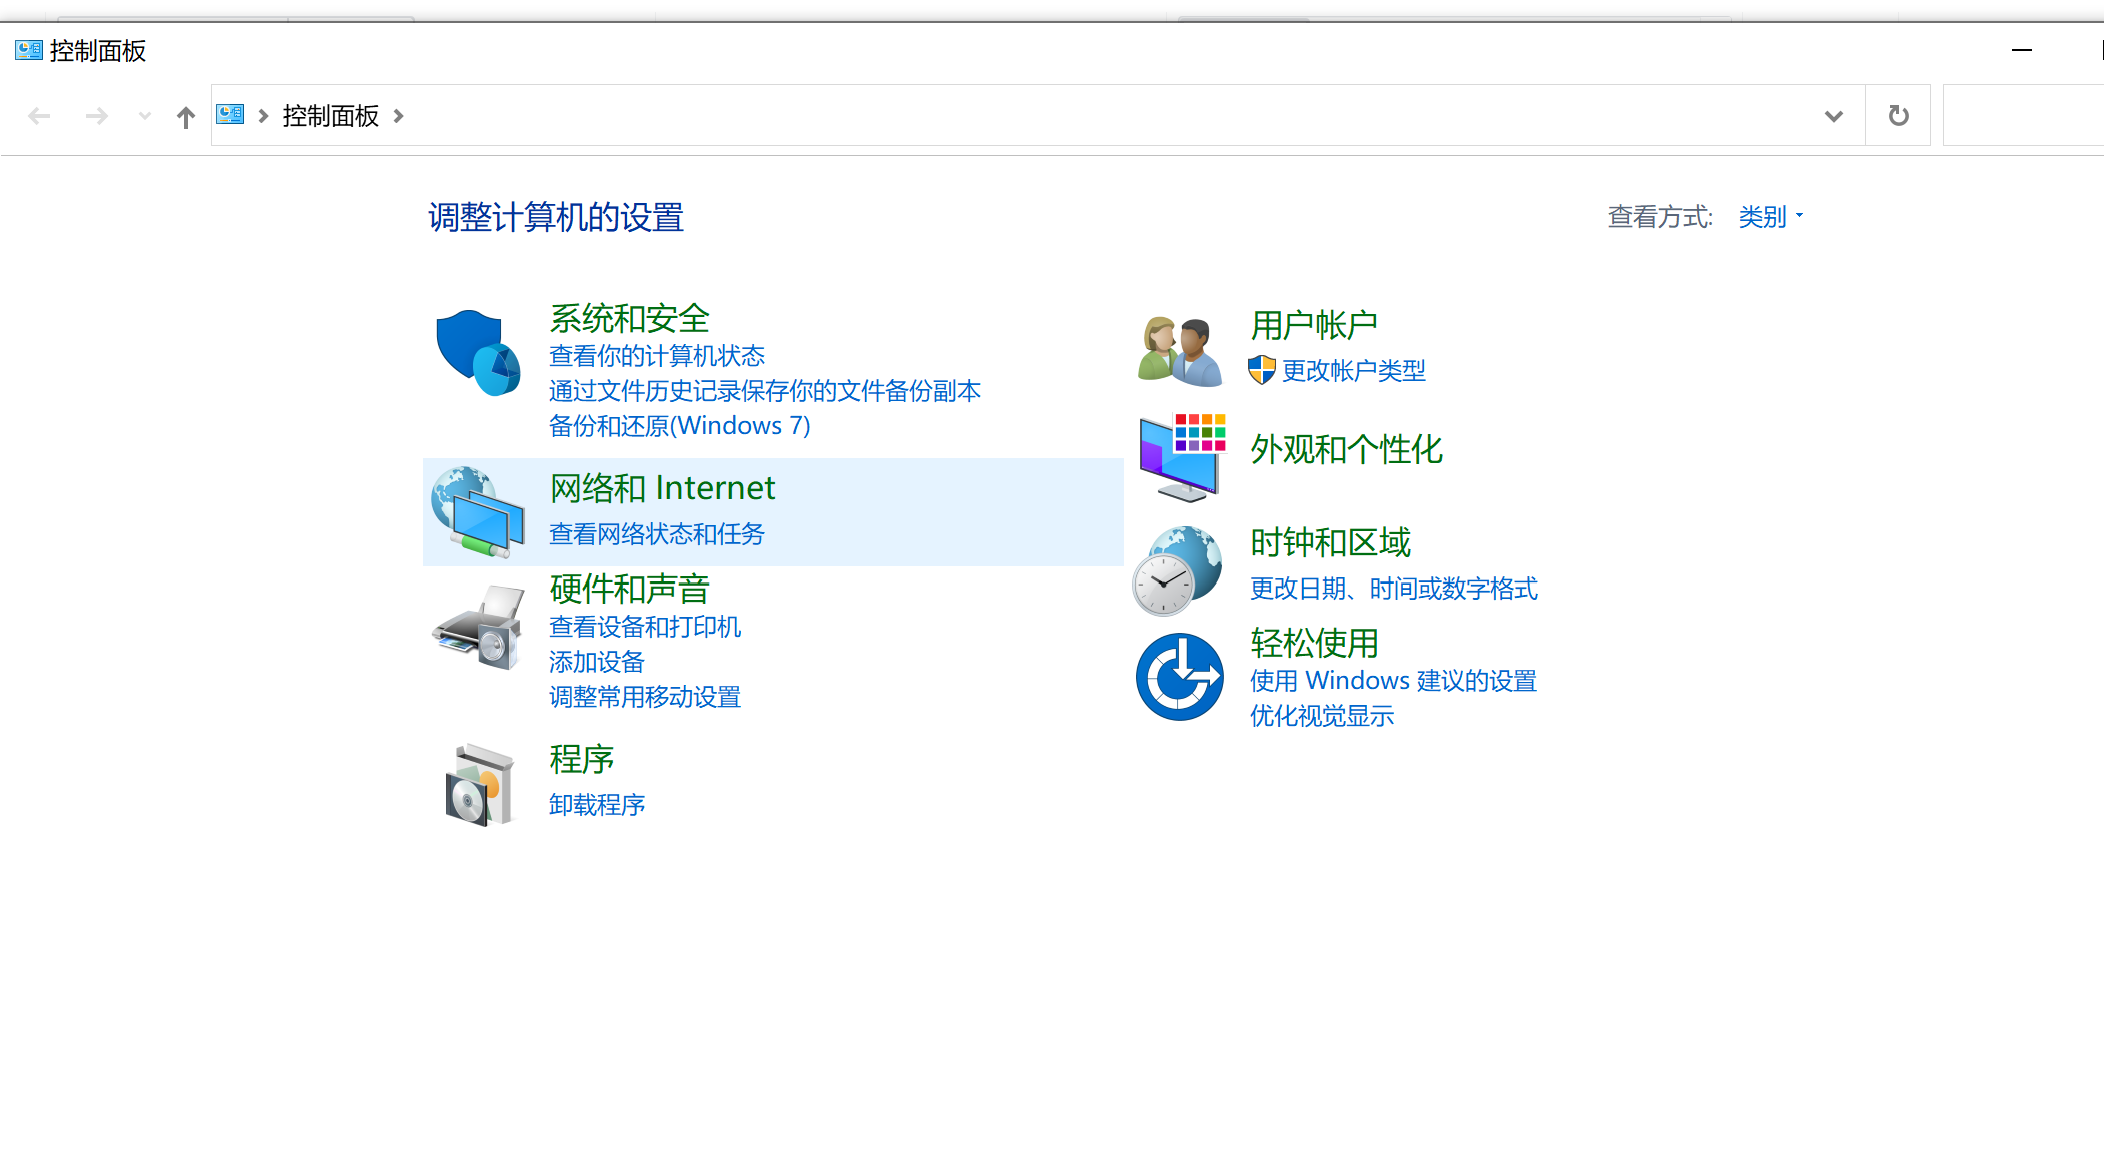 控制面板
控制面板
调整计算机的设置
查看方式: 类别
系统和安全
查看你的计算机状态
通过文件历史记录保存你的文件备份副本
备份和还原(Windows 7)
网络和 Internet
查看网络状态和任务
硬件和声音
查看设备和打印机
添加设备
调整常用移动设置
程序
卸载程序
用户帐户
更改帐户类型
外观和个性化
时钟和区域
更改日期、时间或数字格式
轻松使用
使用 Windows 建议的设置
优化视觉显示